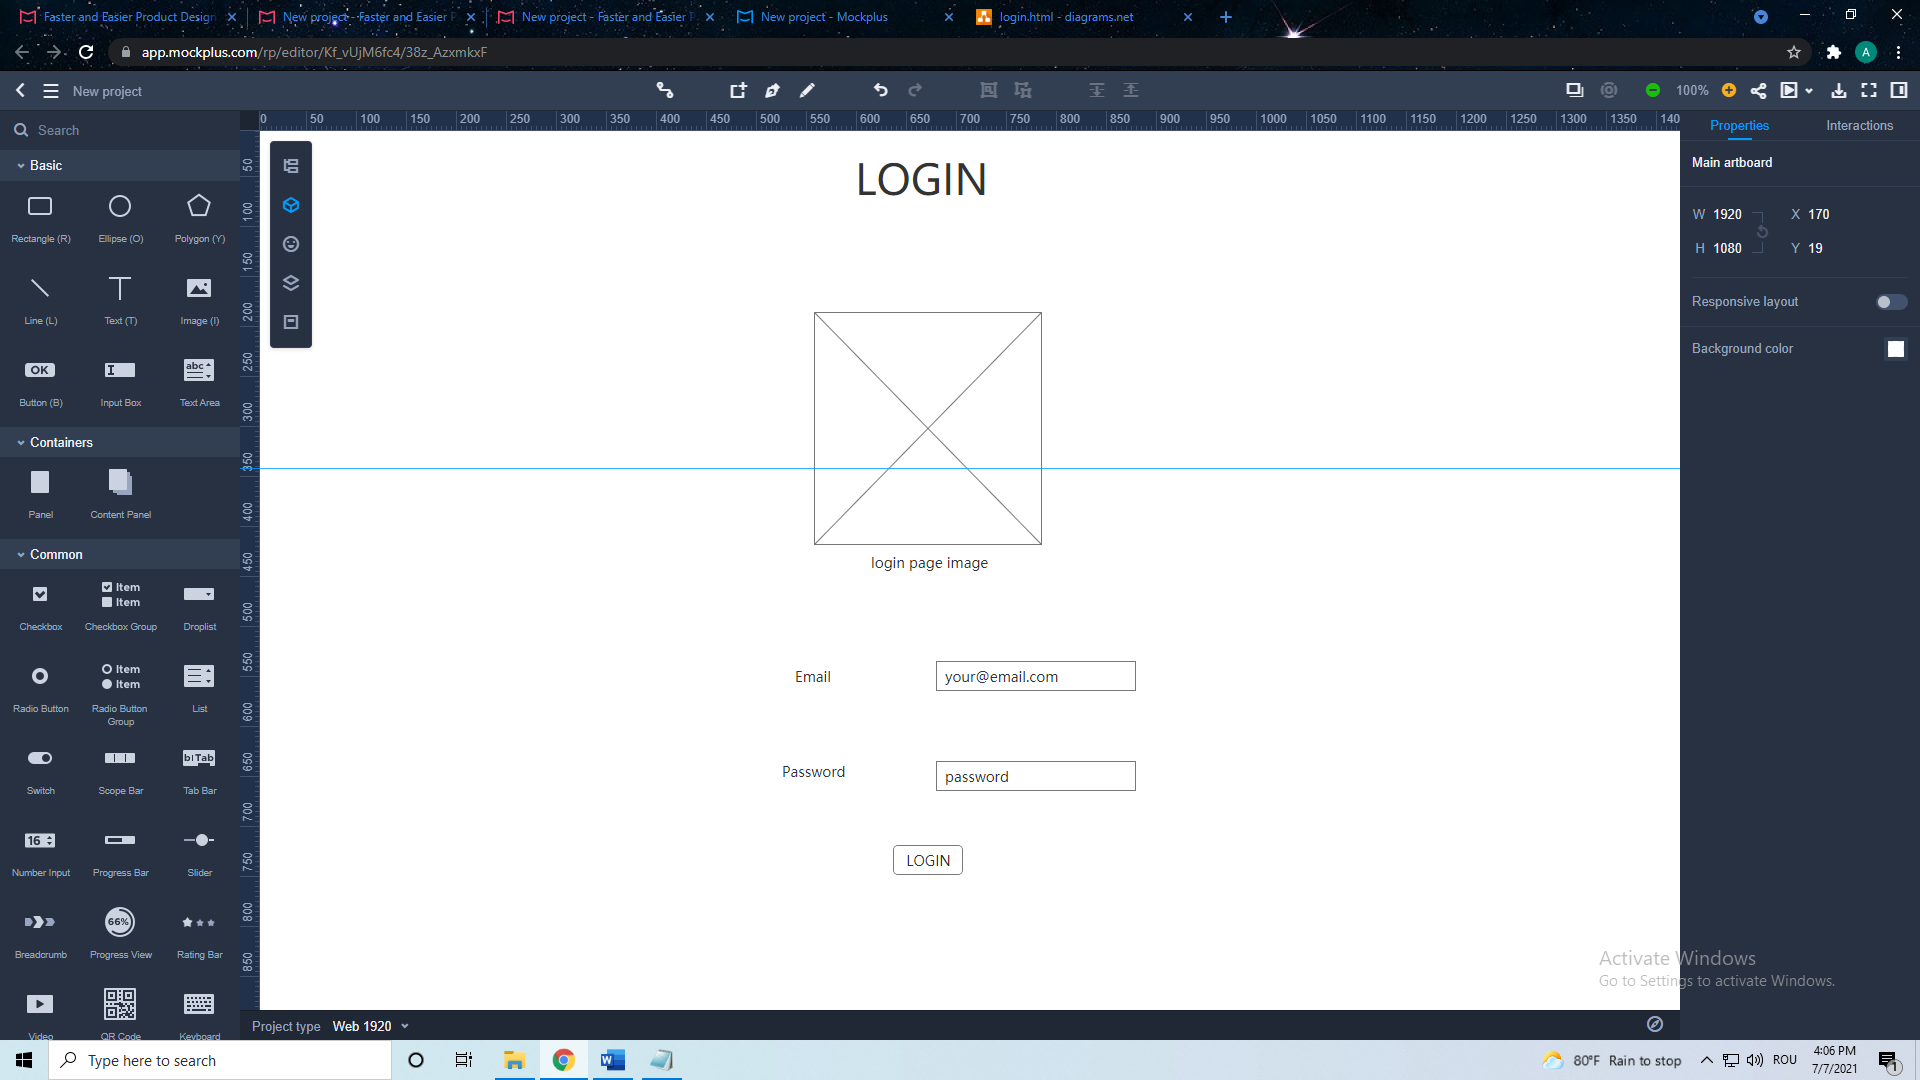 Faster and Easier Product Design
New project - Faster and Easier P
New project - Faster and Easier P
New project - Mockplus
login.html - diagrams.net
app.mockplus.com/rp/editor/Kf_vUjM6fc4/38z_AzxmkxF
A
New project
100%
Search
0 50 100 150 200 250 300 350 400 450 500 550 600 650 700 750 800 850 900 950 1000 1050 1100 1150 1200 1250 1300 1350 140
Properties
Interactions
Basic
Main artboard
Rectangle (R)
Ellipse (O)
Polygon (Y)
W 1920
X 170
H 1080
Y 19
Line (L)
Text (T)
Image (I)
Responsive layout
Background color
OK
abc
Button (B)
Input Box
Text Area
Containers
Panel
Content Panel
Common
Item
Item
Checkbox
Checkbox Group
Droplist
Item
Item
Radio Button
Radio Button
Group
List
Tab
Switch
Scope Bar
Tab Bar
16
Number Input
Progress Bar
Slider
66%
Breadcrumb
Progress View
Rating Bar
Video
QR Code
Keyboard
50
100
150
200
250
300
350
400
450
500
550
600
650
700
750
800
850
LOGIN
login page image
Email
your@email.com
Password
password
LOGIN
Activate Windows
Go to Settings to activate Windows.
Project type Web 1920
Type here to search
80°F Rain to stop
ROU
4:06 PM
7/7/2021
1